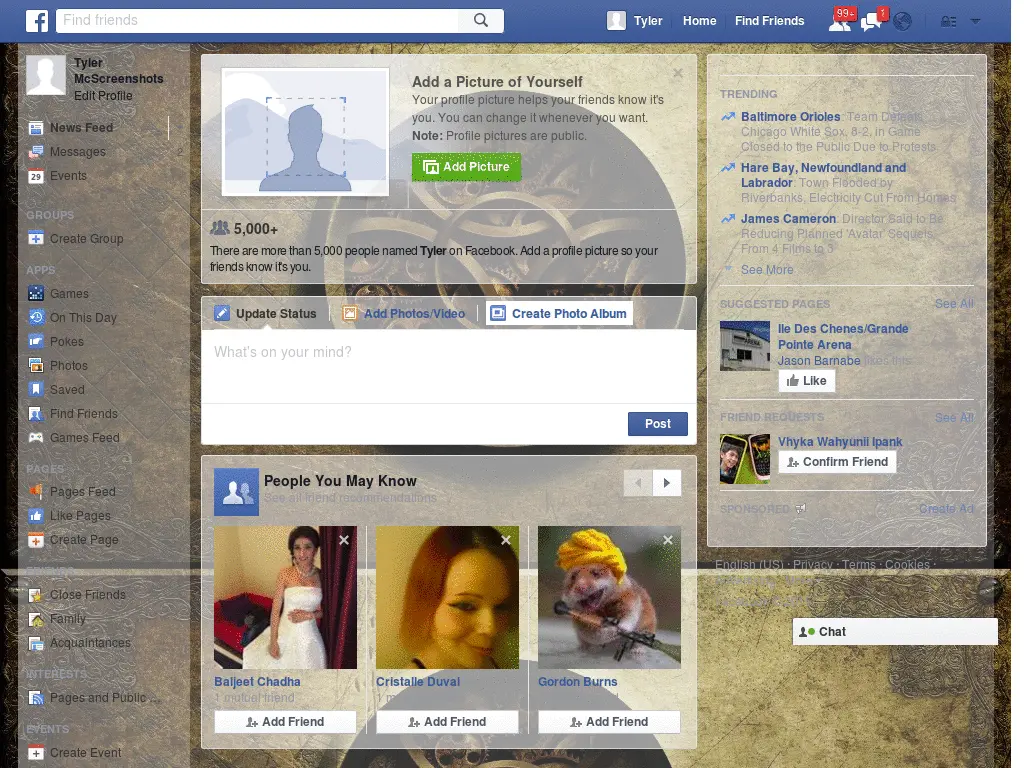 f
Find friends
Tyler
Home
Find Friends
99+
1
Tyler
McScreenshots
Edit Profile
News Feed
Messages
2
29
Events
GROUPS
Create Group
APPS
Games
On This Day
Pokes
Photos
Saved
Find Friends
Games Feed
PAGES
Pages Feed
Like Pages
Create Page
Close Friends
Family
Acquaintances
INTERESTS
Pages and Public ...
EVENTS
Create Event
Add a Picture of Yourself
Your profile picture helps your friends know it's
you. You can change it whenever you want.
Note: Profile pictures are public.
Add Picture
5,000+
There are more than 5,000 people named Tyler on Facebook. Add a profile picture so your
friends know it's you.
Update Status
Add Photos/Video
Create Photo Album
What's on your mind?
Post
People You May Know
See all friend recommendations
Baljeet Chadha
1 mutual friend
Add Friend
Cristalle Duval
1 m
Add Friend
Gordon Burns
Add Friend
TRENDING
Baltimore Orioles: Team Defeats
Chicago White Sox, 8-2, in Game
Closed to the Public Due to Protests
Hare Bay, Newfoundland and
Labrador: Town Flooded by
Riverbanks, Electricity Cut From Homes
James Cameron: Director Said to Be
Reducing Planned 'Avatar' Sequels
From 4 Films to 3
See More
SUGGESTED PAGES
See All
Ile Des Chenes/Grande
Pointe Arena
Jason Barnabe likes this.
Like
FRIEND REQUESTS
See All
Vhyka Wahyunii Ipank
Confirm Friend
SPONSORED
Create Ad
English (US) · Privacy · Terms · Cookies ·
Chat